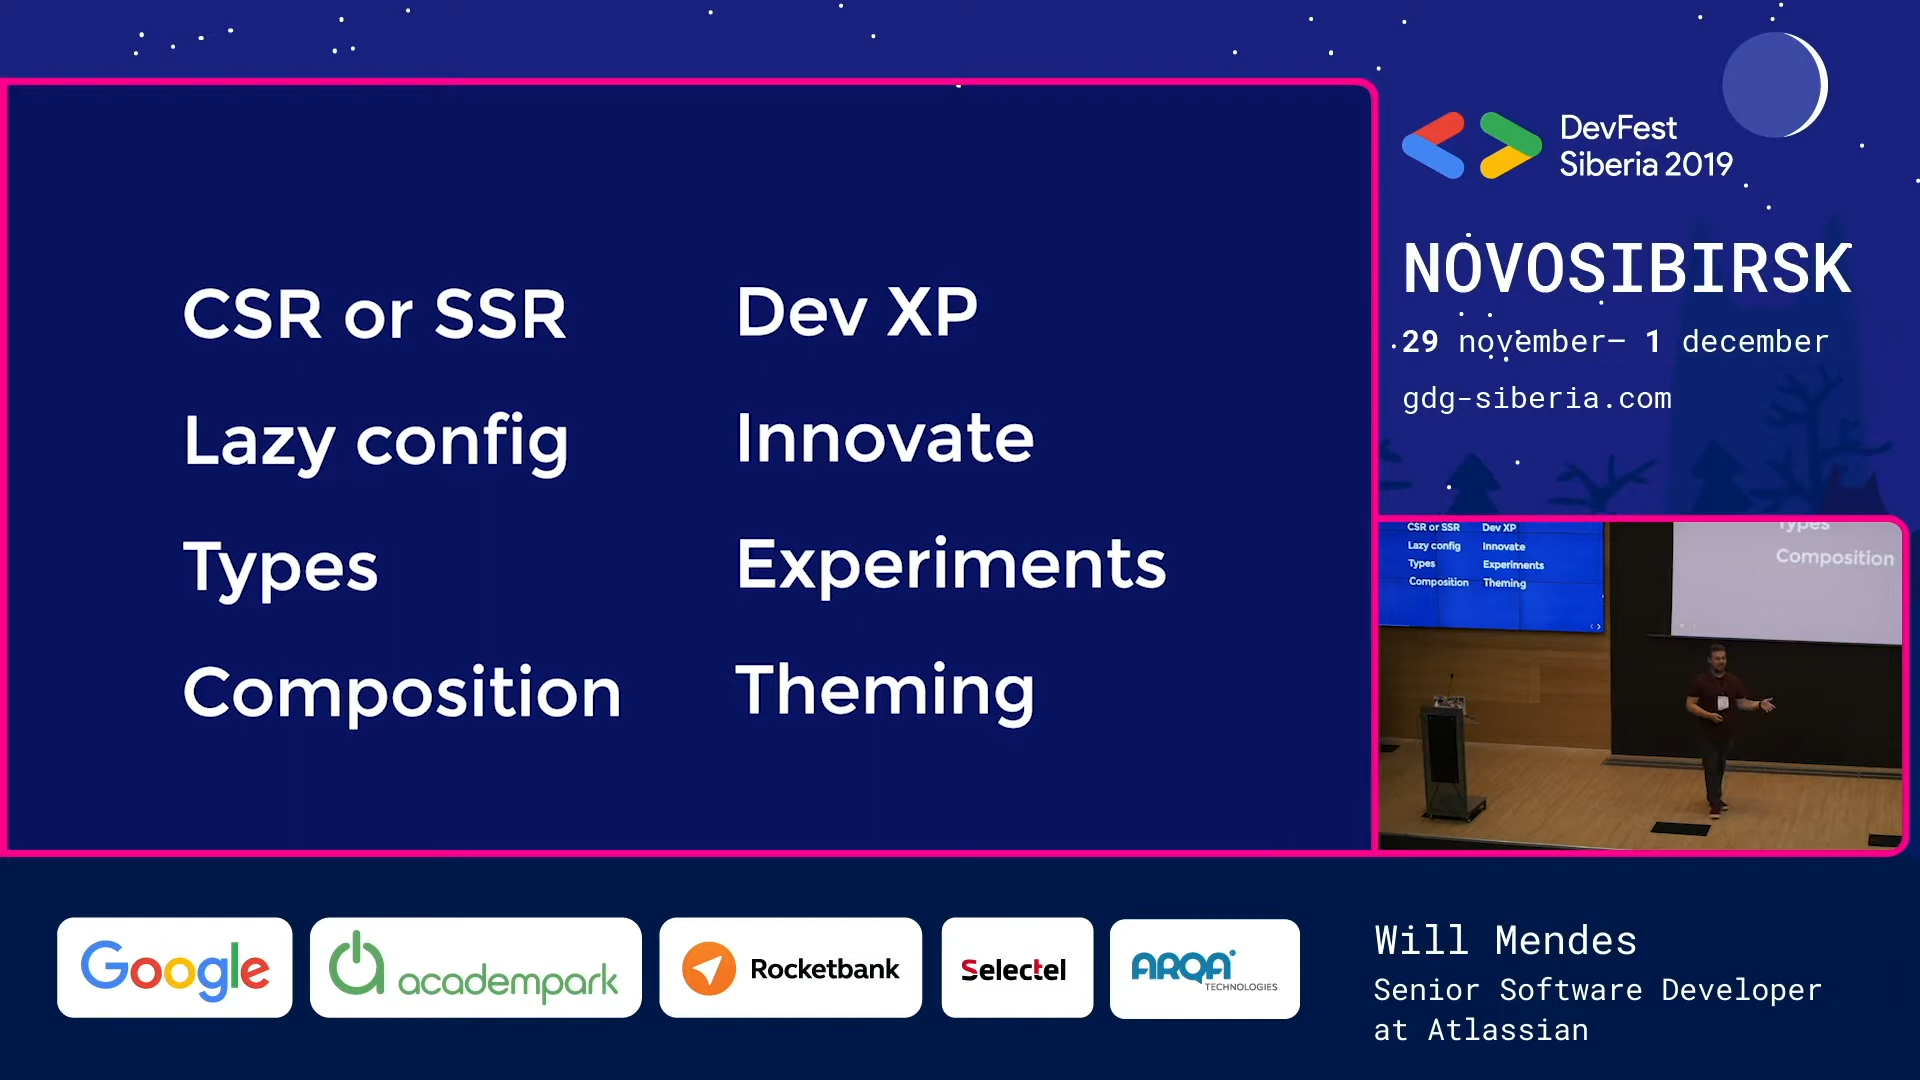 CSR or SSR
Lazy config
Types
Composition
Dev XP
Innovate
Experiments
Theming
DevFest
Siberia 2019
NOVOSIBIRSK
29 november– 1 december
gdg-siberia.com
CSR or SSR
Lazy config
Types
Composition
Dev XP
Innovate
Experiments
Theming
Types
Composition
Google
academpark
Rocketbank
Selectel
ARQA
TECHNOLOGIES
Will Mendes
Senior Software Developer
at Atlassian